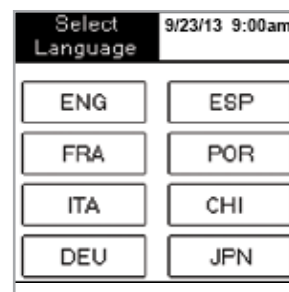 Select
Language
9/23/13 9:00am
ENG ESP
FRA POR
ITA CHI
DEU JPN